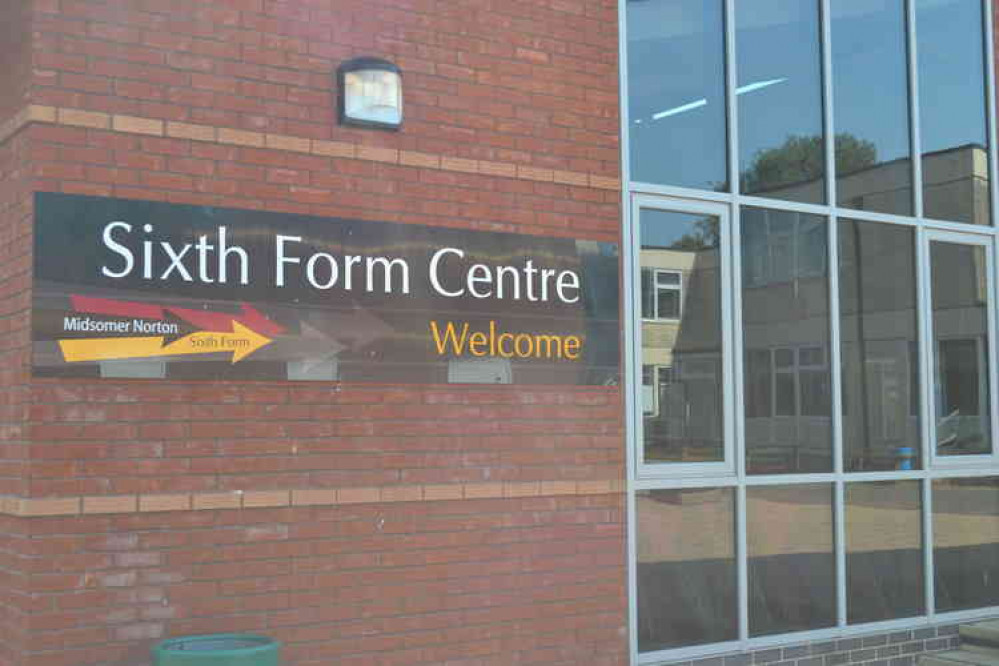 Sixth Form Centre
Midsomer Norton
Sixth Form
Welcome